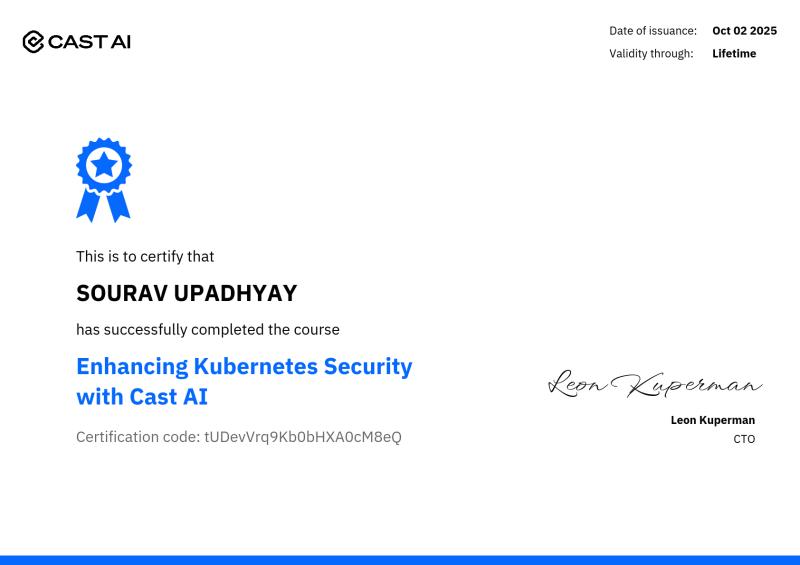 CAST AI
Date of issuance: Oct 02 2025
Validity through: Lifetime
This is to certify that
SOURAV UPADHYAY
has successfully completed the course
Enhancing Kubernetes Security
with Cast AI
Certification code: tUDevVrq9Kb0bHXA0cM8eQ
Leon Kuperman
Leon Kuperman
CTO